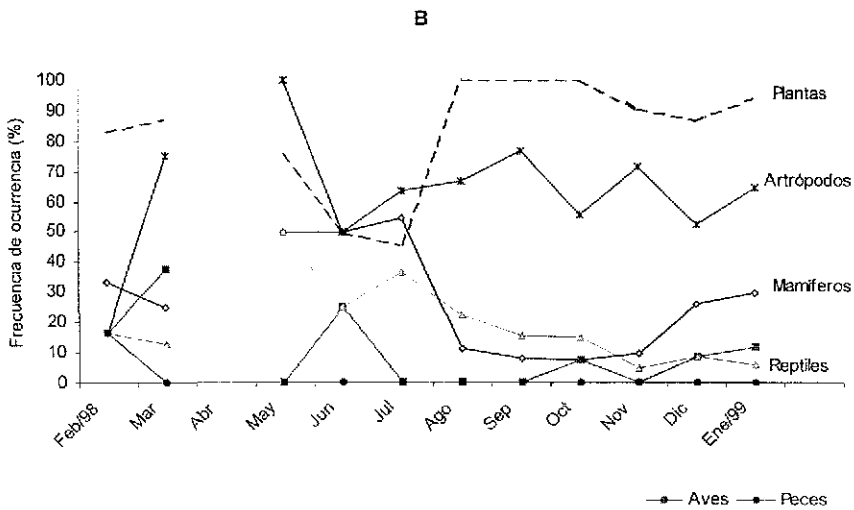 B
Frecuencia de ocurrencia (%)
100
90
80
70
60
50
40
30
20
10
0
Plantas
Artrópodos
Mamíferos
Reptiles
Feb/98
Mar
Abr
May
Jun
Jul
Ago
Sep
Oct
Nov
Dic
Ene/99
Aves
Peces